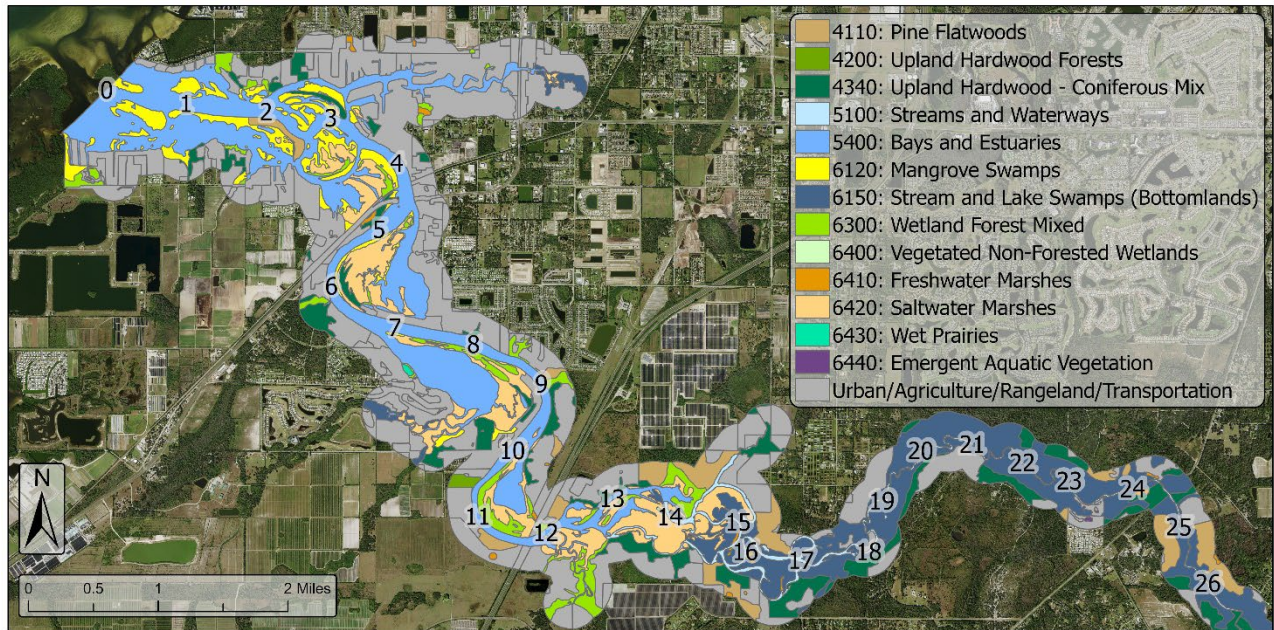 4110: Pine Flatwoods
4200: Upland Hardwood Forests
4340: Upland Hardwood - Coniferous Mix
5100: Streams and Waterways
5400: Bays and Estuaries
6120: Mangrove Swamps
6150: Stream and Lake Swamps (Bottomlands)
6300: Wetland Forest Mixed
6400: Vegetated Non-Forested Wetlands
6410: Freshwater Marshes
6420: Saltwater Marshes
6430: Wet Prairies
6440: Emergent Aquatic Vegetation
Urban/Agriculture/Rangeland/Transportation
0
1
2
3
4
5
6
7
8
9
10
11
12
13
14
15
16
17
18
19
20
21
22
23
24
25
26
N
0 0.5 1 2 Miles